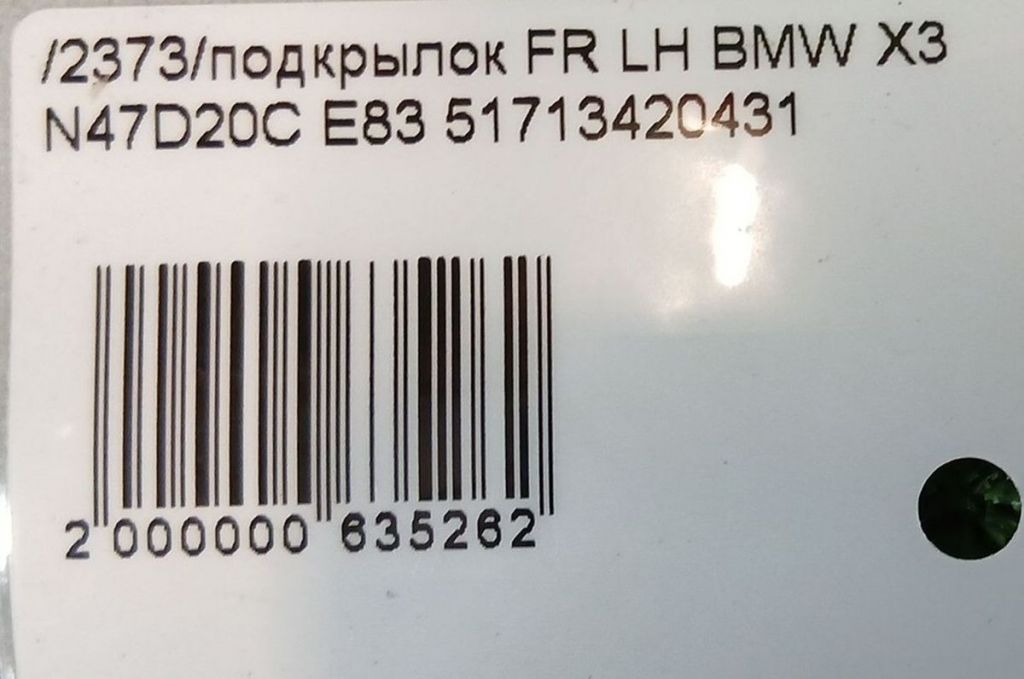 /2373/подкрылок FR LH BMW X3
N47D20C E83 51713420431
2 000000 635262